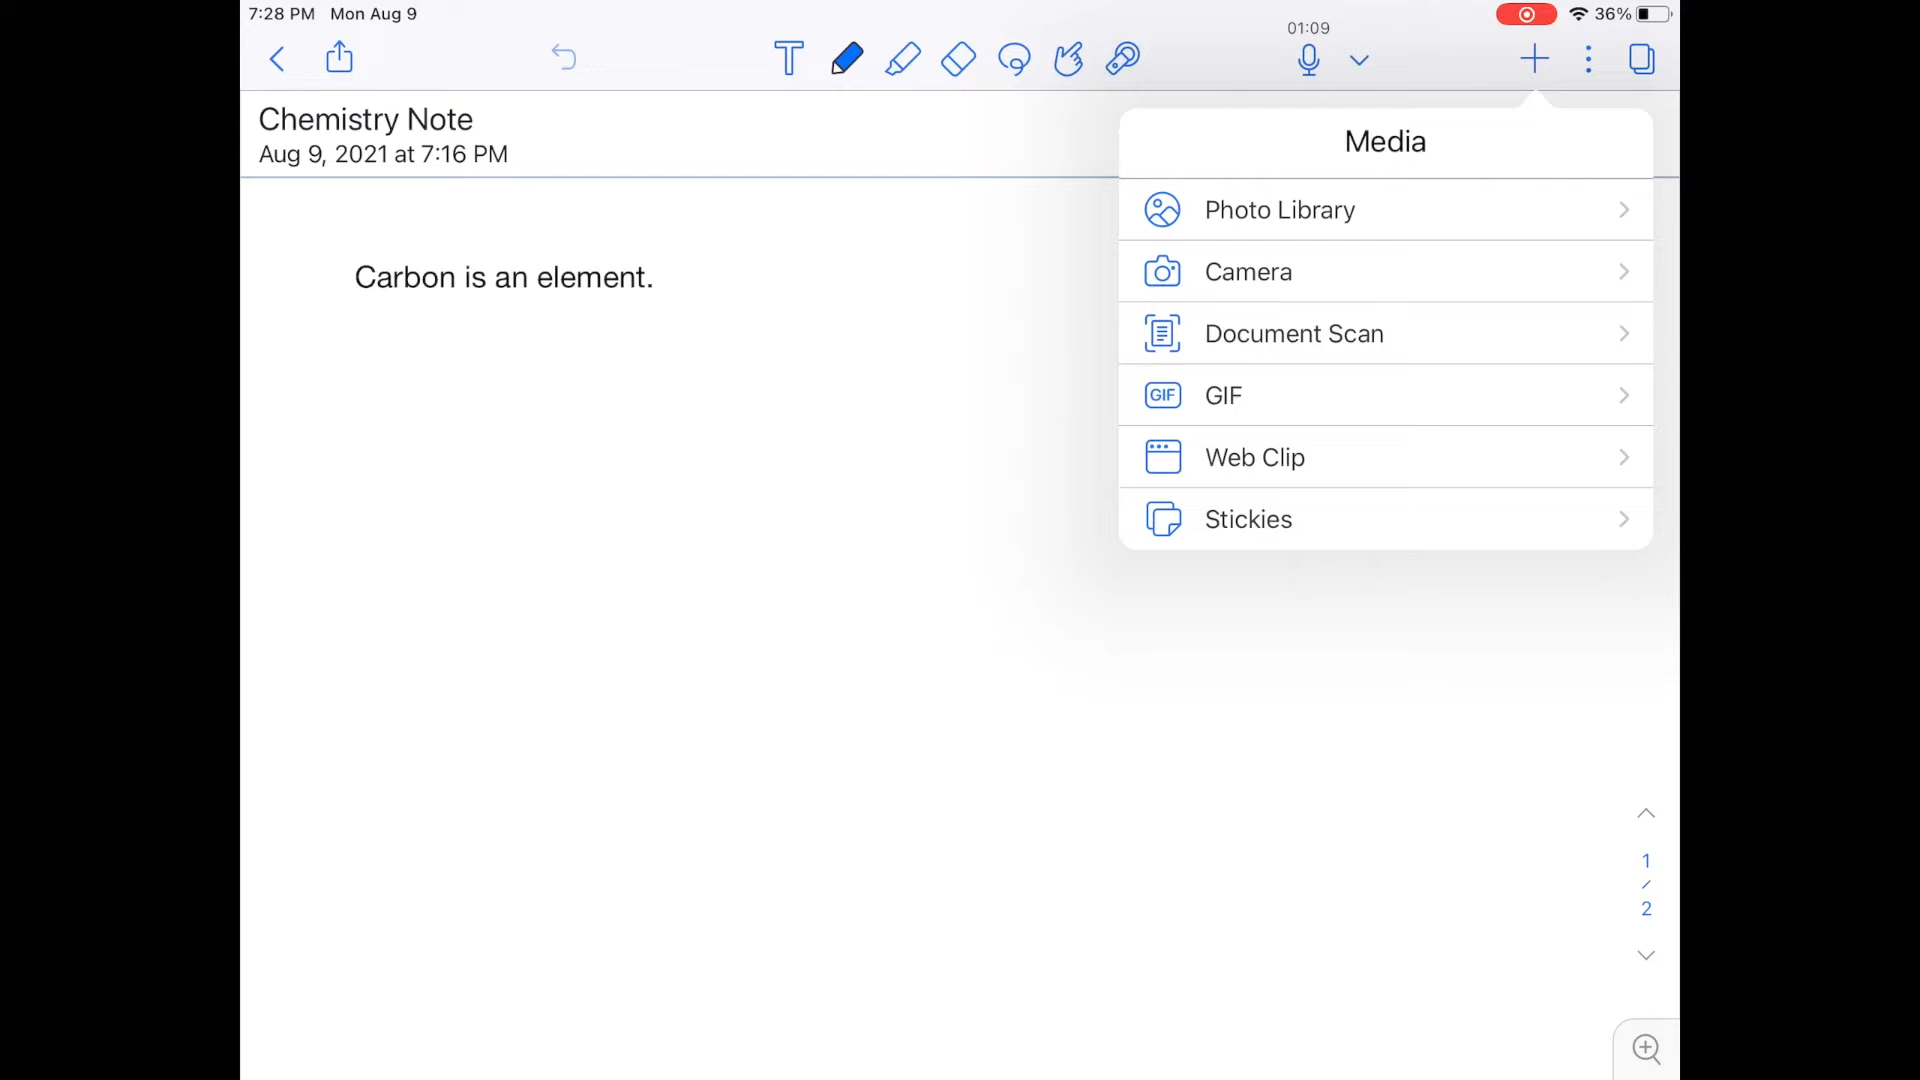 7:28 PM Mon Aug 9
36%
01:09
Chemistry Note
Aug 9, 2021 at 7:16 PM
Carbon is an element.
Media
Photo Library
Camera
Document Scan
GIF GIF
Web Clip
Stickies
1
/
2